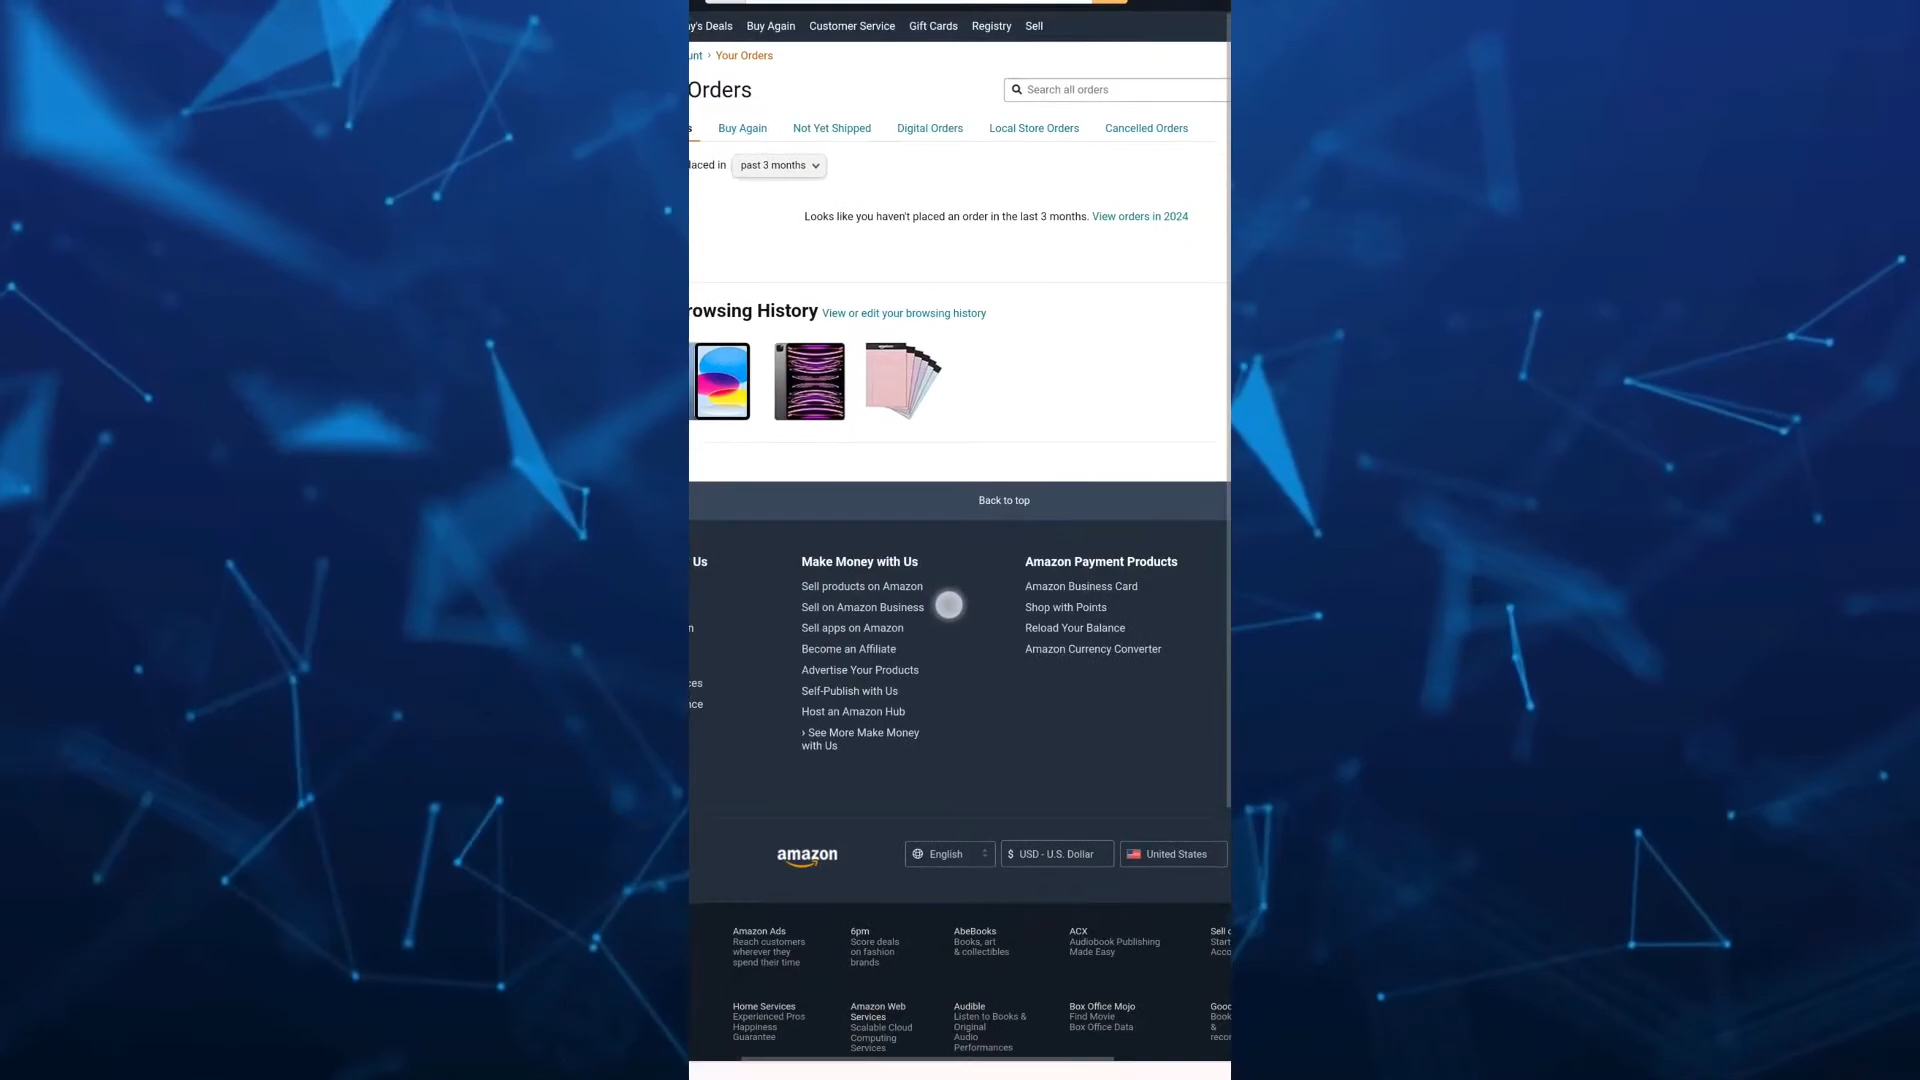 y's Deals Buy Again Customer Service Gift Cards Registry Sell
unt › Your Orders
Orders
Search all orders
s Buy Again Not Yet Shipped Digital Orders Local Store Orders Cancelled Orders
laced in past 3 months
Looks like you haven't placed an order in the last 3 months. View orders in 2024
rowsing History View or edit your browsing history
Back to top
Us
n
ces
nce
Make Money with Us
Sell products on Amazon
Sell on Amazon Business
Sell apps on Amazon
Become an Affiliate
Advertise Your Products
Self-Publish with Us
Host an Amazon Hub
› See More Make Money
with Us
Amazon Payment Products
Amazon Business Card
Shop with Points
Reload Your Balance
Amazon Currency Converter
amazon English $ USD - U.S. Dollar United States
Amazon Ads
Reach customers
wherever they
spend their time
6pm
Score deals
on fashion
brands
AbeBooks
Books, art
& collectibles
ACX
Audiobook Publishing
Made Easy
Sell
Start
Acco
Home Services
Experienced Pros
Happiness
Guarantee
Amazon Web
Services
Scalable Cloud
Computing
Services
Audible
Listen to Books &
Original
Audio
Performances
Box Office Mojo
Find Movie
Box Office Data
Good
Book
&
recor